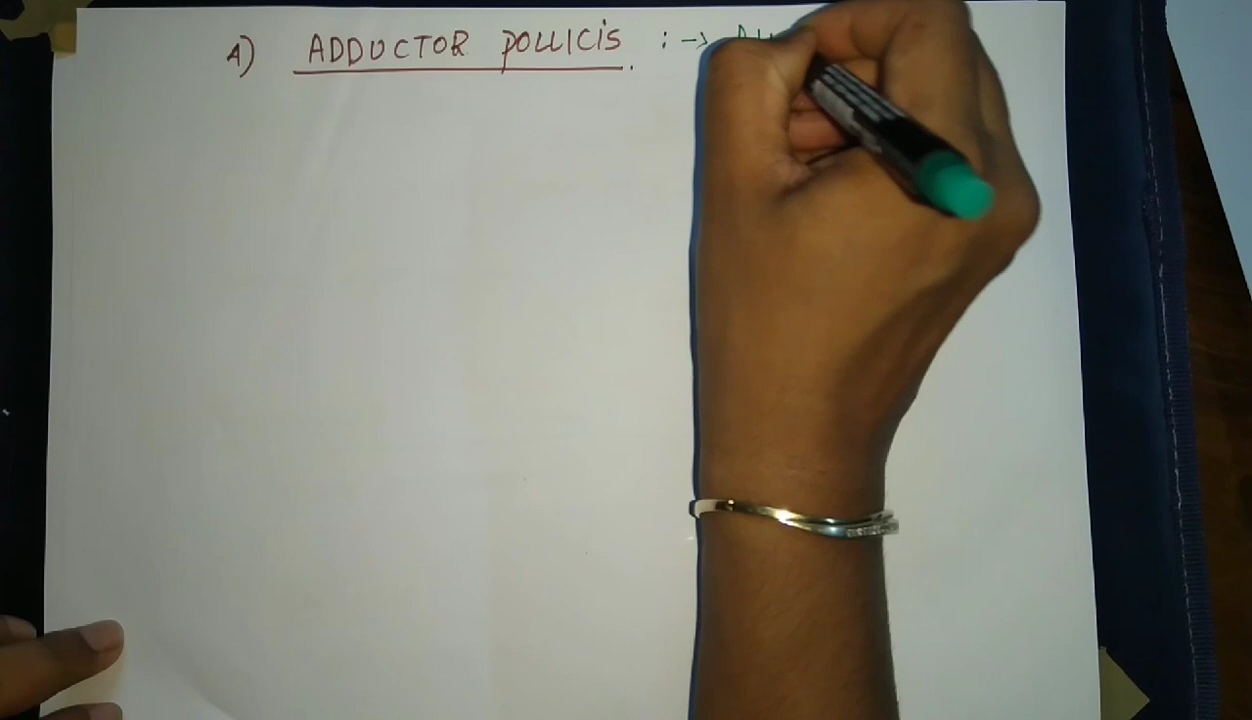 A) ADDUCTOR POLLICIS : →